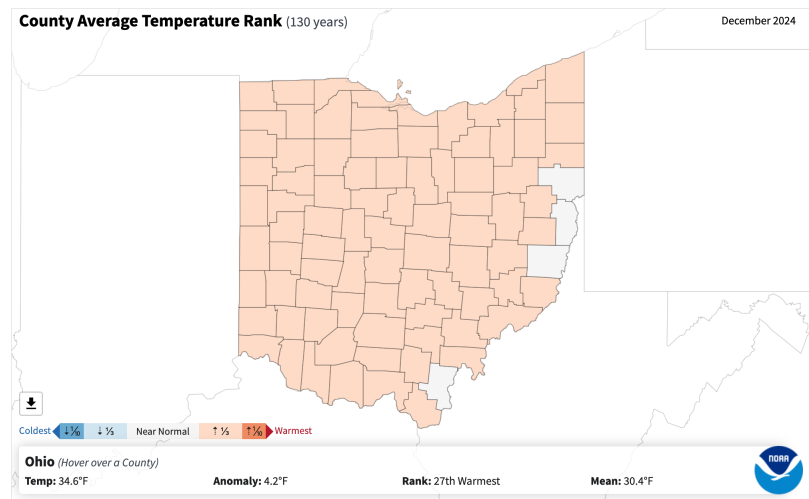 County Average Temperature Rank (130 years)
December 2024
Coldest ↓⅒ ↓⅓ Near Normal ↑⅓ ↑⅒ Warmest
Ohio (Hover over a County)
Temp: 34.6°F Anomaly: 4.2°F Rank: 27th Warmest Mean: 30.4°F
NOAA